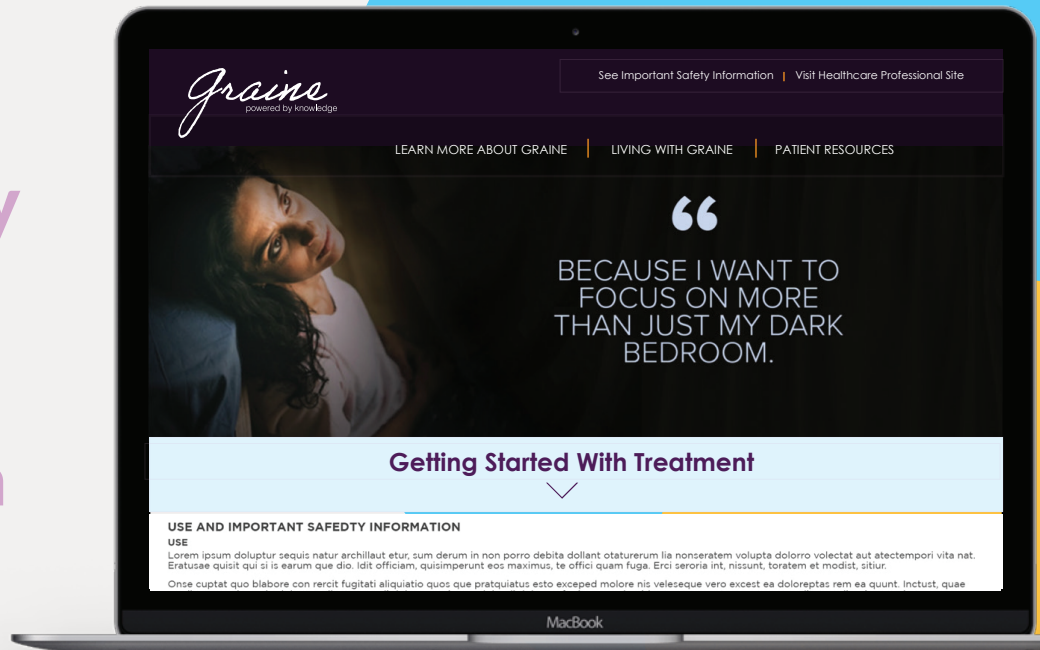 See Important Safety Information | Visit Healthcare Professional Site
Graine
powered by knowledge
LEARN MORE ABOUT GRAINE | LIVING WITH GRAINE | PATIENT RESOURCES
“
BECAUSE I WANT TO
FOCUS ON MORE
THAN JUST MY DARK
BEDROOM.
Getting Started With Treatment
USE AND IMPORTANT SAFEDTY INFORMATION
USE
Lorem ipsum doluptur sequis natur archillaut etur, sum derum in non porro debita dollant otaturerum lia nonseratem volupta dolorro volectat aut atectempori vita nat.
Eratusae quisit qui si is earum que dio. Idit officiam, quisimperunt eos maximus, te offici quam fuga. Erci seroria int, nissunt, toratem et modist, sitiur.
Onse cuptat quo blabore con rercit fugitati aliquiatio quos que pratquiatus esto exceped molore nis veleseque vero excest ea doloreptas rem ea quunt. Inctust, quae
MacBook